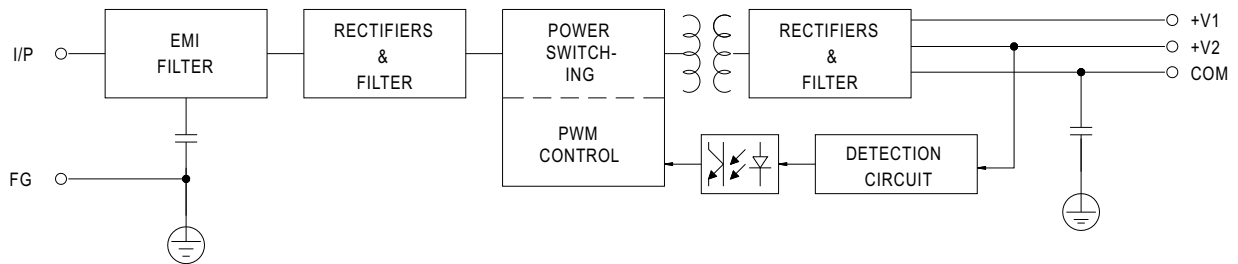 I/P
EMI
FILTER
RECTIFIERS
&
FILTER
POWER
SWITCH-
ING
PWM
CONTROL
RECTIFIERS
&
FILTER
+V1
+V2
COM
DETECTION
CIRCUIT
FG